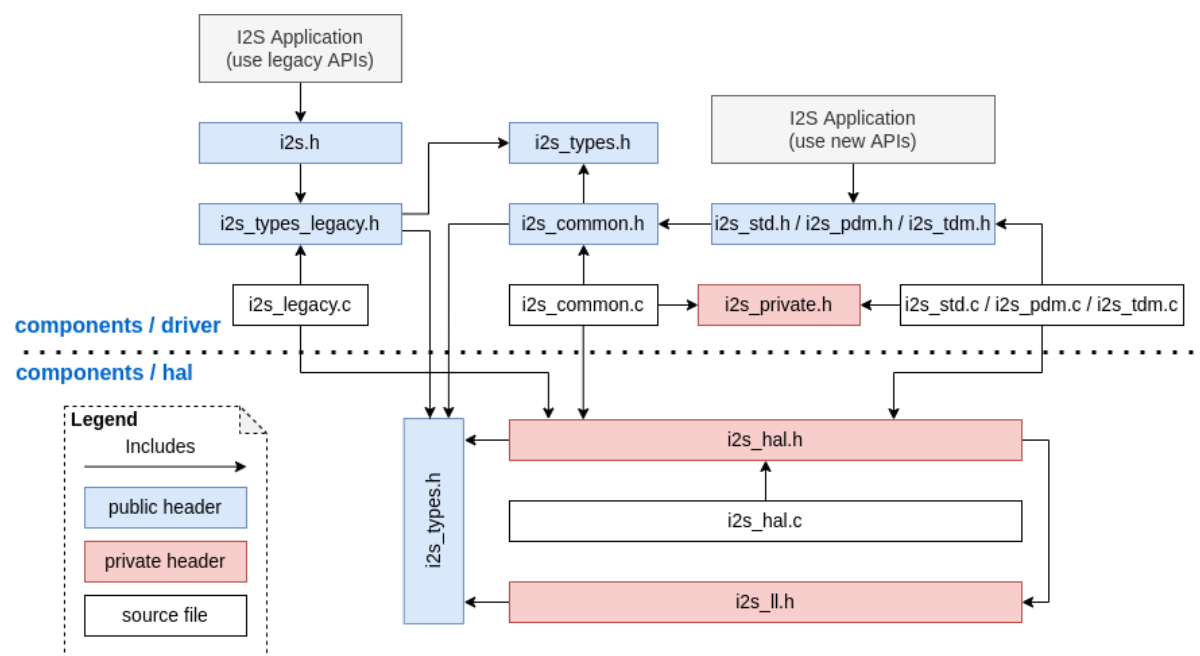 I2S Application
(use legacy APIs)
i2s.h
i2s_types.h
I2S Application
(use new APIs)
i2s_types_legacy.h
i2s_common.h
i2s_std.h / i2s_pdm.h / i2s_tdm.h
i2s_legacy.c
i2s_common.c
i2s_private.h
i2s_std.c / i2s_pdm.c / i2s_tdm.c
components / driver
components / hal
Legend
Includes
public header
private header
source file
i2s_types.h
i2s_hal.h
i2s_hal.c
i2s_ll.h